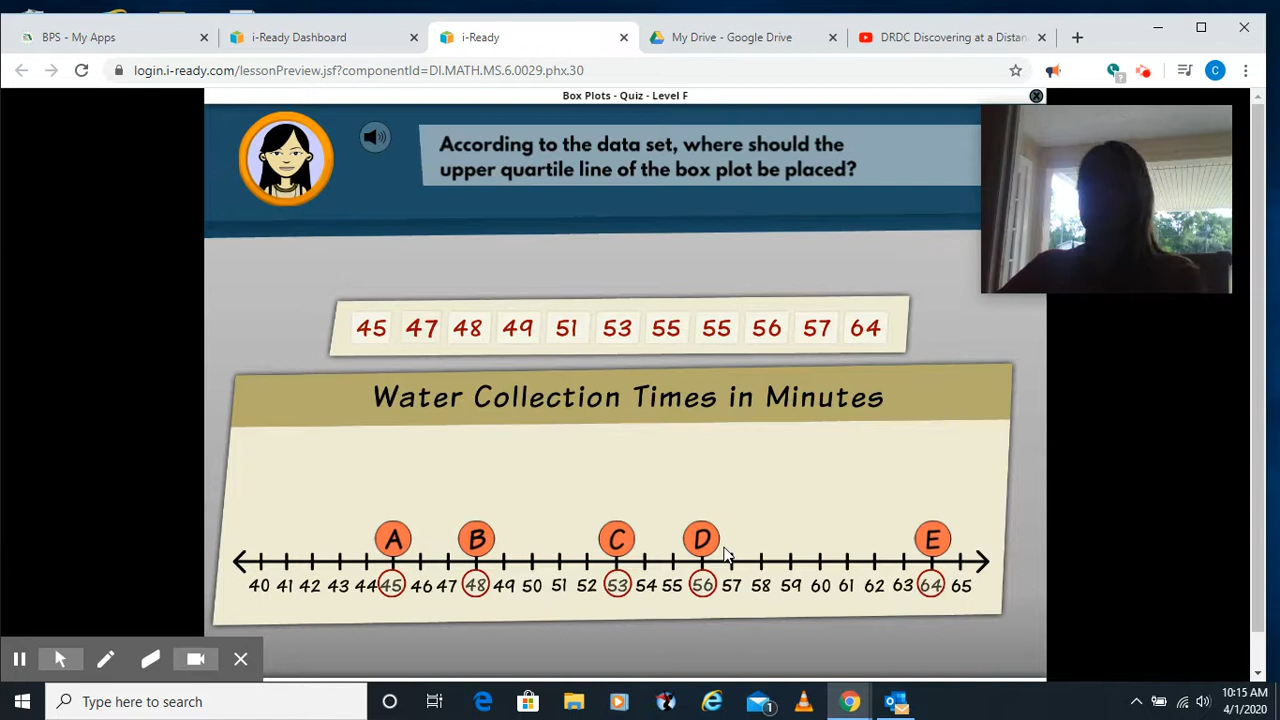 BPS - My Apps
i-Ready Dashboard
i-Ready
My Drive - Google Drive
DRDC Discovering at a Distan
login.i-ready.com/lessonPreview.jsf?componentId=DI.MATH.MS.6.0029.phx.30
?
C
Box Plots - Quiz - Level F
According to the data set, where should the
upper quartile line of the box plot be placed?
45 47 48 49 51 53 55 55 56 57 64
Water Collection Times in Minutes
A B C D E
40 41 42 43 44 45 46 47 48 49 50 51 52 53 54 55 56 57 58 59 60 61 62 63 64 65
Type here to search
1
10:15 AM
4/1/2020